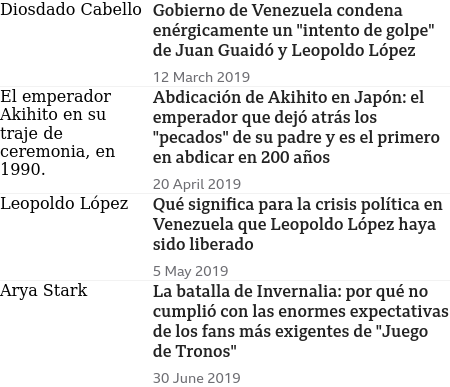 Diosdado Cabello
Gobierno de Venezuela condena
enérgicamente un "intento de golpe"
de Juan Guaidó y Leopoldo López
12 March 2019
El emperador
Akihito en su
traje de
ceremonia, en
1990.
Abdicación de Akihito en Japón: el
emperador que dejó atrás los
"pecados" de su padre y es el primero
en abdicar en 200 años
20 April 2019
Leopoldo López
Qué significa para la crisis política en
Venezuela que Leopoldo López haya
sido liberado
5 May 2019
Arya Stark
La batalla de Invernalia: por qué no
cumplió con las enormes expectativas
de los fans más exigentes de "Juego
de Tronos"
30 June 2019